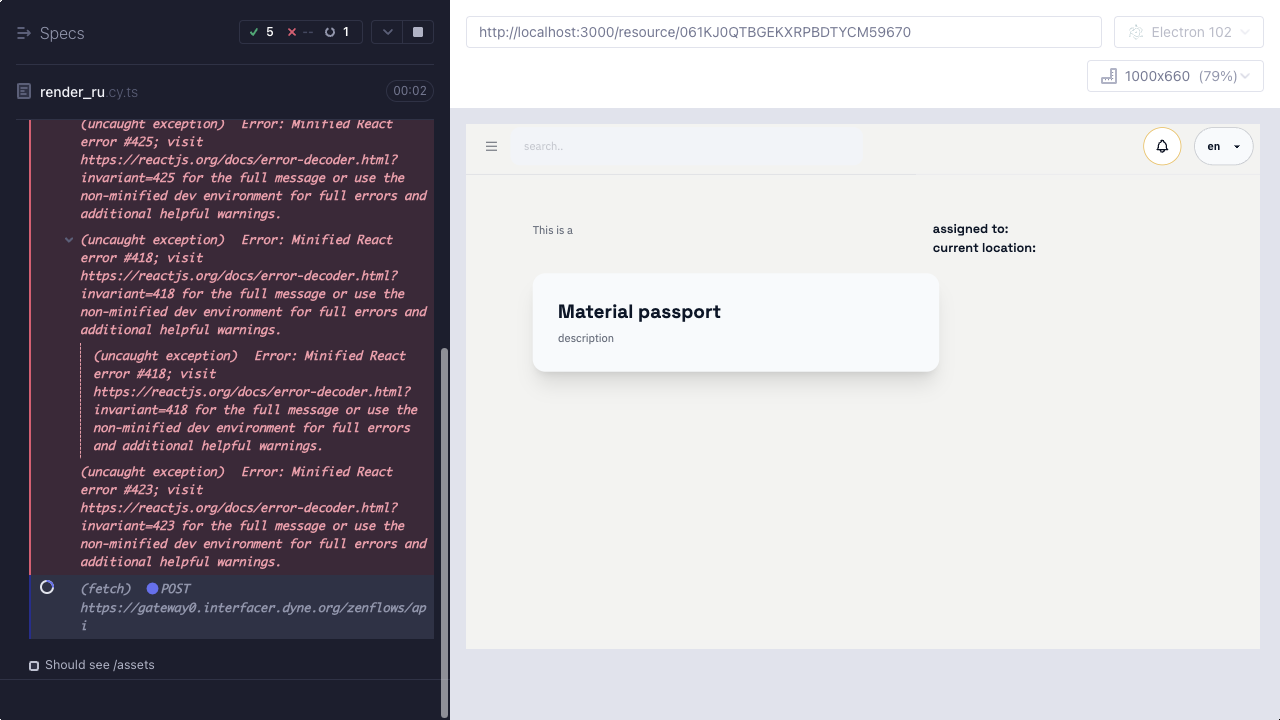 Specs
5
--
1
render_ru.cy.ts
00:02
(uncaught exception) Error: Minified React
error #425; visit
https://reactjs.org/docs/error-decoder.html?
invariant=425 for the full message or use the
non-minified dev environment for full errors and
additional helpful warnings.
(uncaught exception) Error: Minified React
error #418; visit
https://reactjs.org/docs/error-decoder.html?
invariant=418 for the full message or use the
non-minified dev environment for full errors and
additional helpful warnings.
(uncaught exception) Error: Minified React
error #418; visit
https://reactjs.org/docs/error-decoder.html?
invariant=418 for the full message or use the
non-minified dev environment for full errors
and additional helpful warnings.
(uncaught exception) Error: Minified React
error #423; visit
https://reactjs.org/docs/error-decoder.html?
invariant=423 for the full message or use the
non-minified dev environment for full errors and
additional helpful warnings.
(fetch) POST
https://gateway0.interfacer.dyne.org/zenflows/ap
i
Should see /assets
http://localhost:3000/resource/061KJ0QTBGEKXRPBDTYCM59670
Electron 102
1000x660 (79%)
search..
en
This is a
assigned to:
current location:
Material passport
description